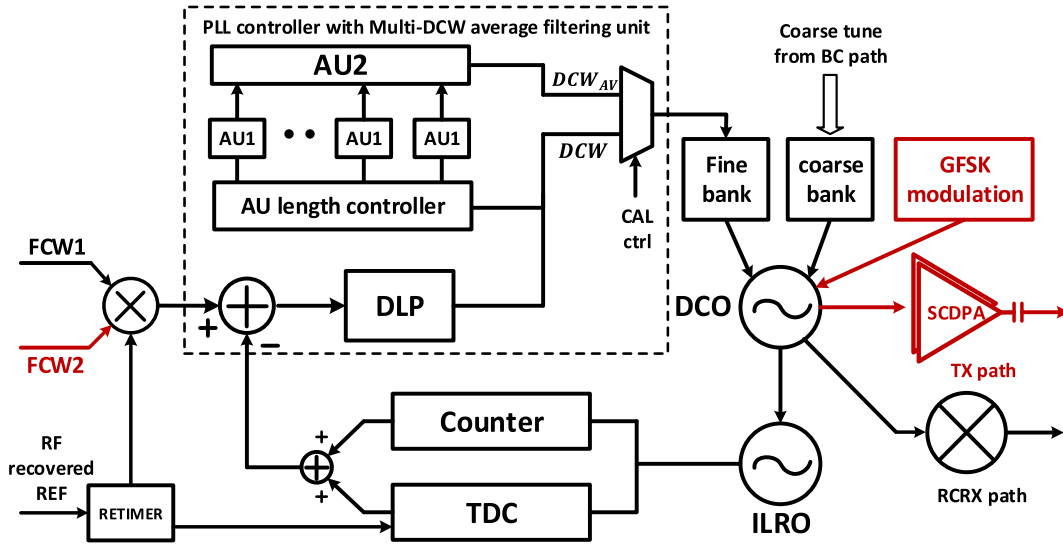 PLL controller with Multi-DCW average filtering unit
Coarse tune
from BC path
AU2
DCW_AV
AU1
AU1
AU1
DCW
Fine
bank
coarse
bank
GFSK
modulation
AU length controller
CAL
ctrl
FCW1
DLP
DCO
SCDPA
FCW2
+
−
TX path
Counter
RF
recovered
REF
+
+
RCRX path
RETIMER
TDC
ILRO